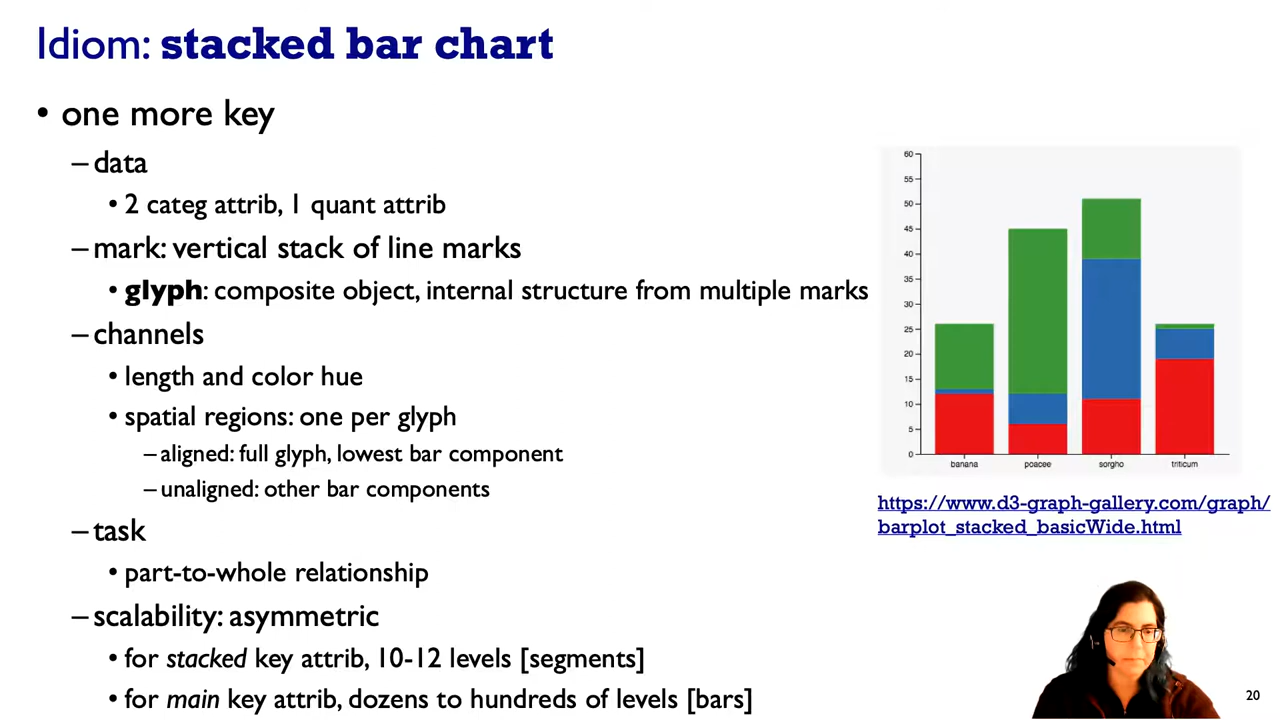 Idiom: stacked bar chart
• one more key
–data
• 2 categ attrib, 1 quant attrib
–mark: vertical stack of line marks
• glyph: composite object, internal structure from multiple marks
–channels
• length and color hue
• spatial regions: one per glyph
–aligned: full glyph, lowest bar component
–unaligned: other bar components
–task
• part-to-whole relationship
–scalability: asymmetric
• for stacked key attrib, 10-12 levels [segments]
• for main key attrib, dozens to hundreds of levels [bars]
60
55
50
45
40
35
30
25
20
15
10
5
0
banana poacee sorgho triticum
https://www.d3-graph-gallery.com/graph/
barplot_stacked_basicWide.html
20